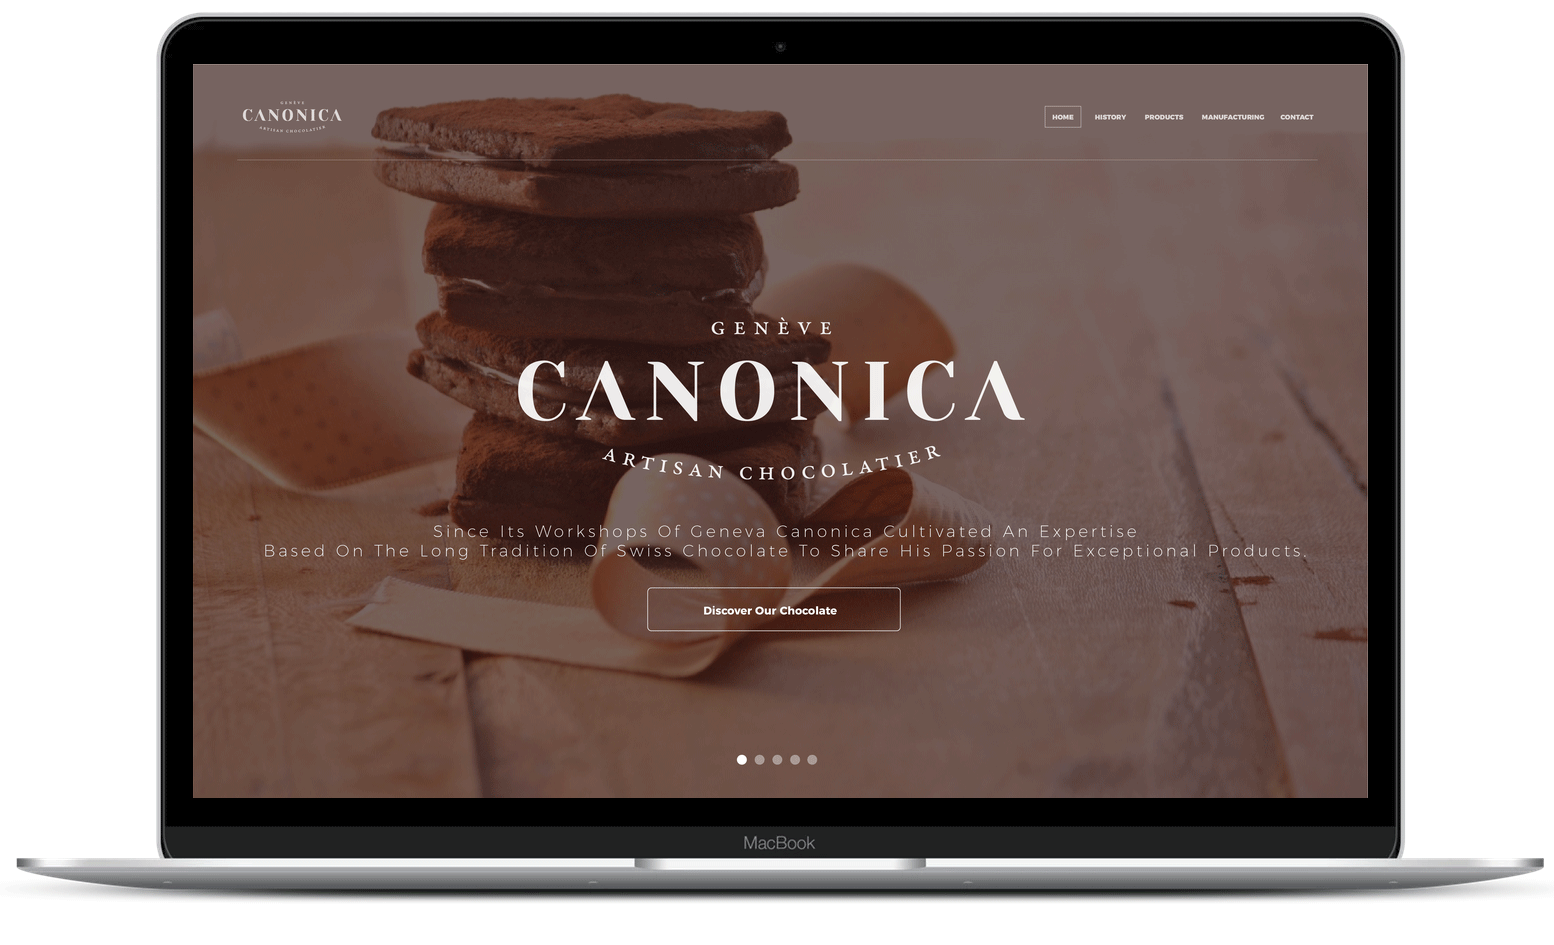 GENÈVE
CANONICA
ARTISAN CHOCOLATIER
HOME HISTORY PRODUCTS MANUFACTURING CONTACT
GENÈVE
CANONICA
ARTISAN CHOCOLATIER
Since Its Workshops Of Geneva Canonica Cultivated An Expertise
Based On The Long Tradition Of Swiss Chocolate To Share His Passion For Exceptional Products.
Discover Our Chocolate
MacBook